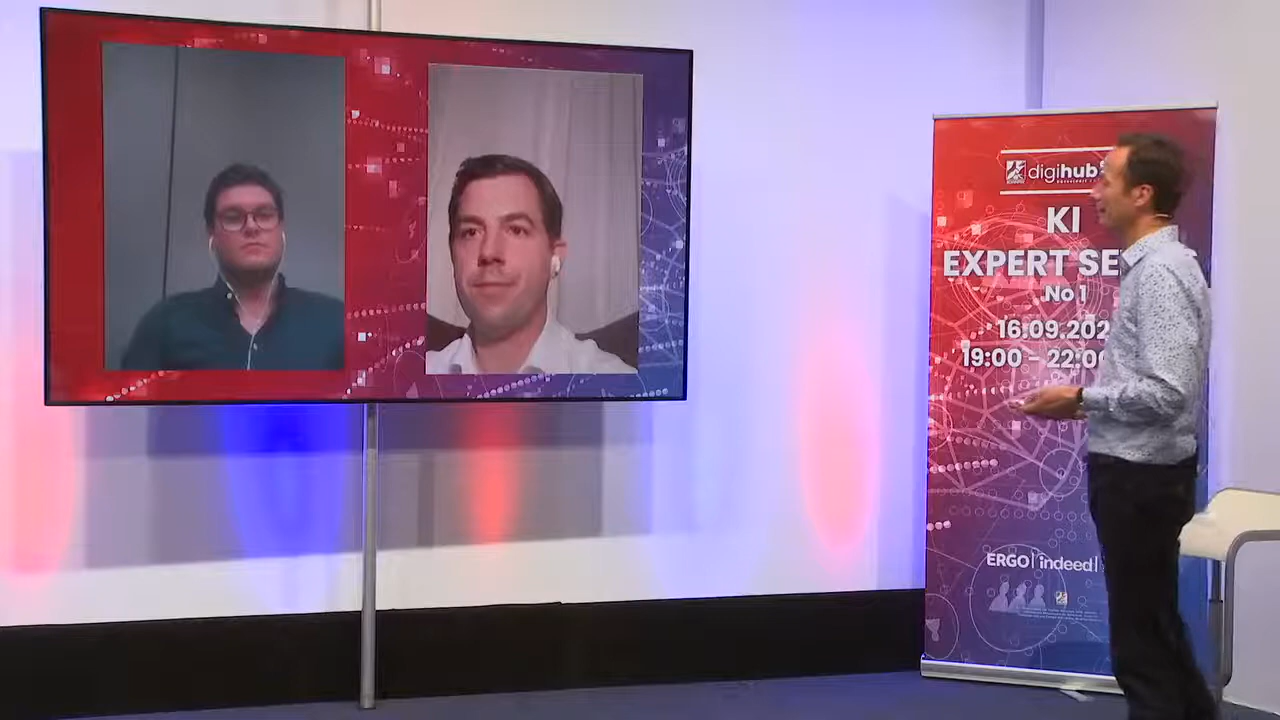 digihub
KI
EXPERT SE
No 1
16.09.202
19:00 - 22:0
ERGO | indeed |